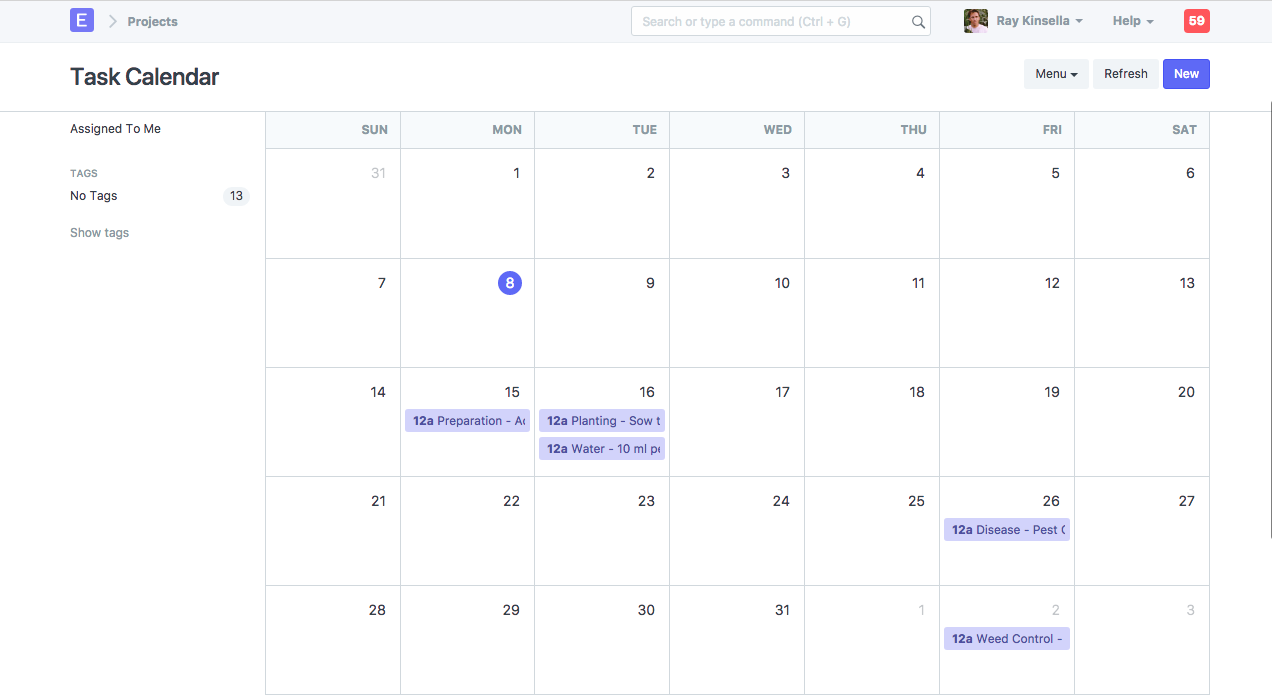 E Projects Search or type a command (Ctrl + G) Ray Kinsella Help 59
Task Calendar Menu Refresh New
Assigned To Me
TAGS
No Tags 13
Show tags
SUN MON TUE WED THU FRI SAT
31 1 2 3 4 5 6
7 8 9 10 11 12 13
14 15 16 17 18 19 20
12a Preparation - 12a Planting - Sow
12a Water - 10 ml
21 22 23 24 25 26 27
12a Disease - Pest
28 29 30 31 1 2 3
12a Weed Control -